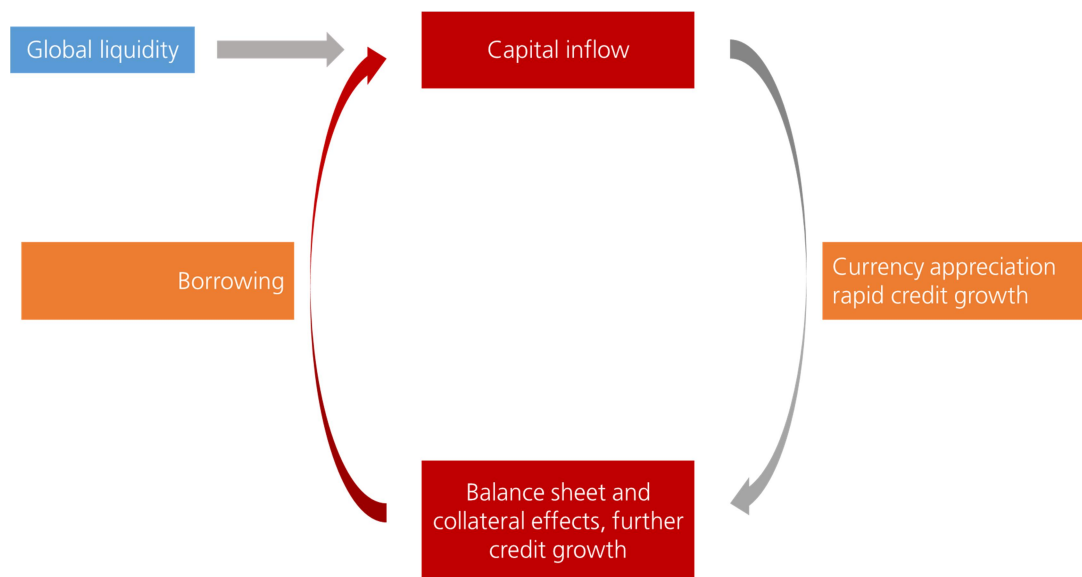 Global liquidity
Capital inflow
Borrowing
Currency appreciation
rapid credit growth
Balance sheet and
collateral effects, further
credit growth